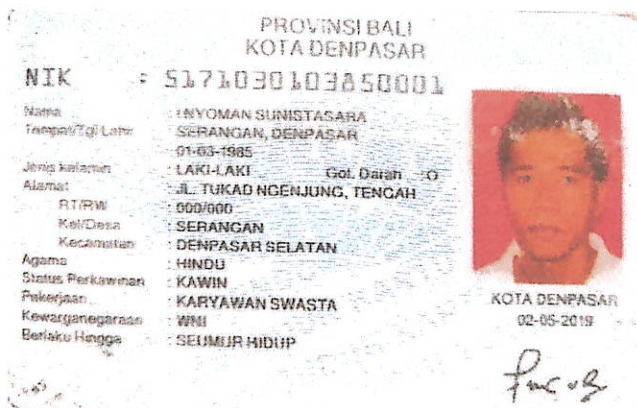 PROVINSI BALI
KOTA DENPASAR
NIK : 5171030103850001
Nama : I NYOMAN SUNISTASARA
Tempat/Tgl Lahir : SERANGAN, DENPASAR
01-03-1985
Jenis kelamin : LAKI-LAKI Gol. Darah : O
Alamat : JL. TUKAD NGENJUNG, TENGAH
RT/RW : 000/000
Kel/Desa : SERANGAN
Kecamatan : DENPASAR SELATAN
Agama : HINDU
Status Perkawinan : KAWIN
Pekerjaan : KARYAWAN SWASTA
Kewarganegaraan : WNI
Berlaku Hingga : SEUMUR HIDUP
KOTA DENPASAR
02-05-2019